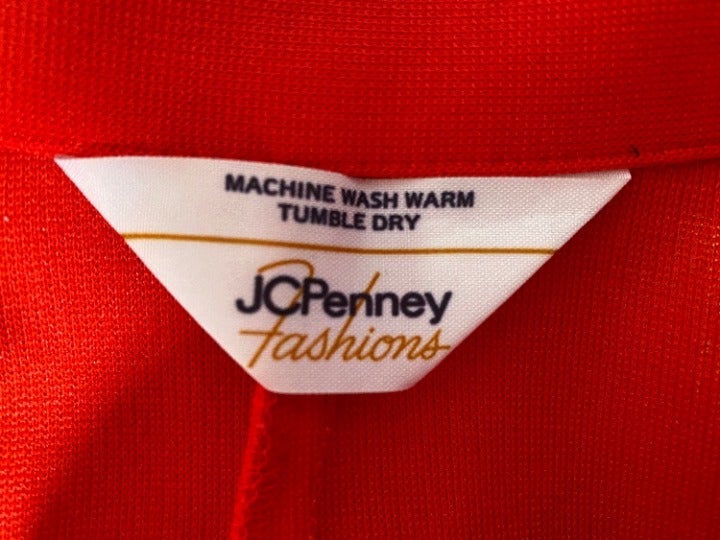 MACHINE WASH WARM
TUMBLE DRY
JCPenney
fashions